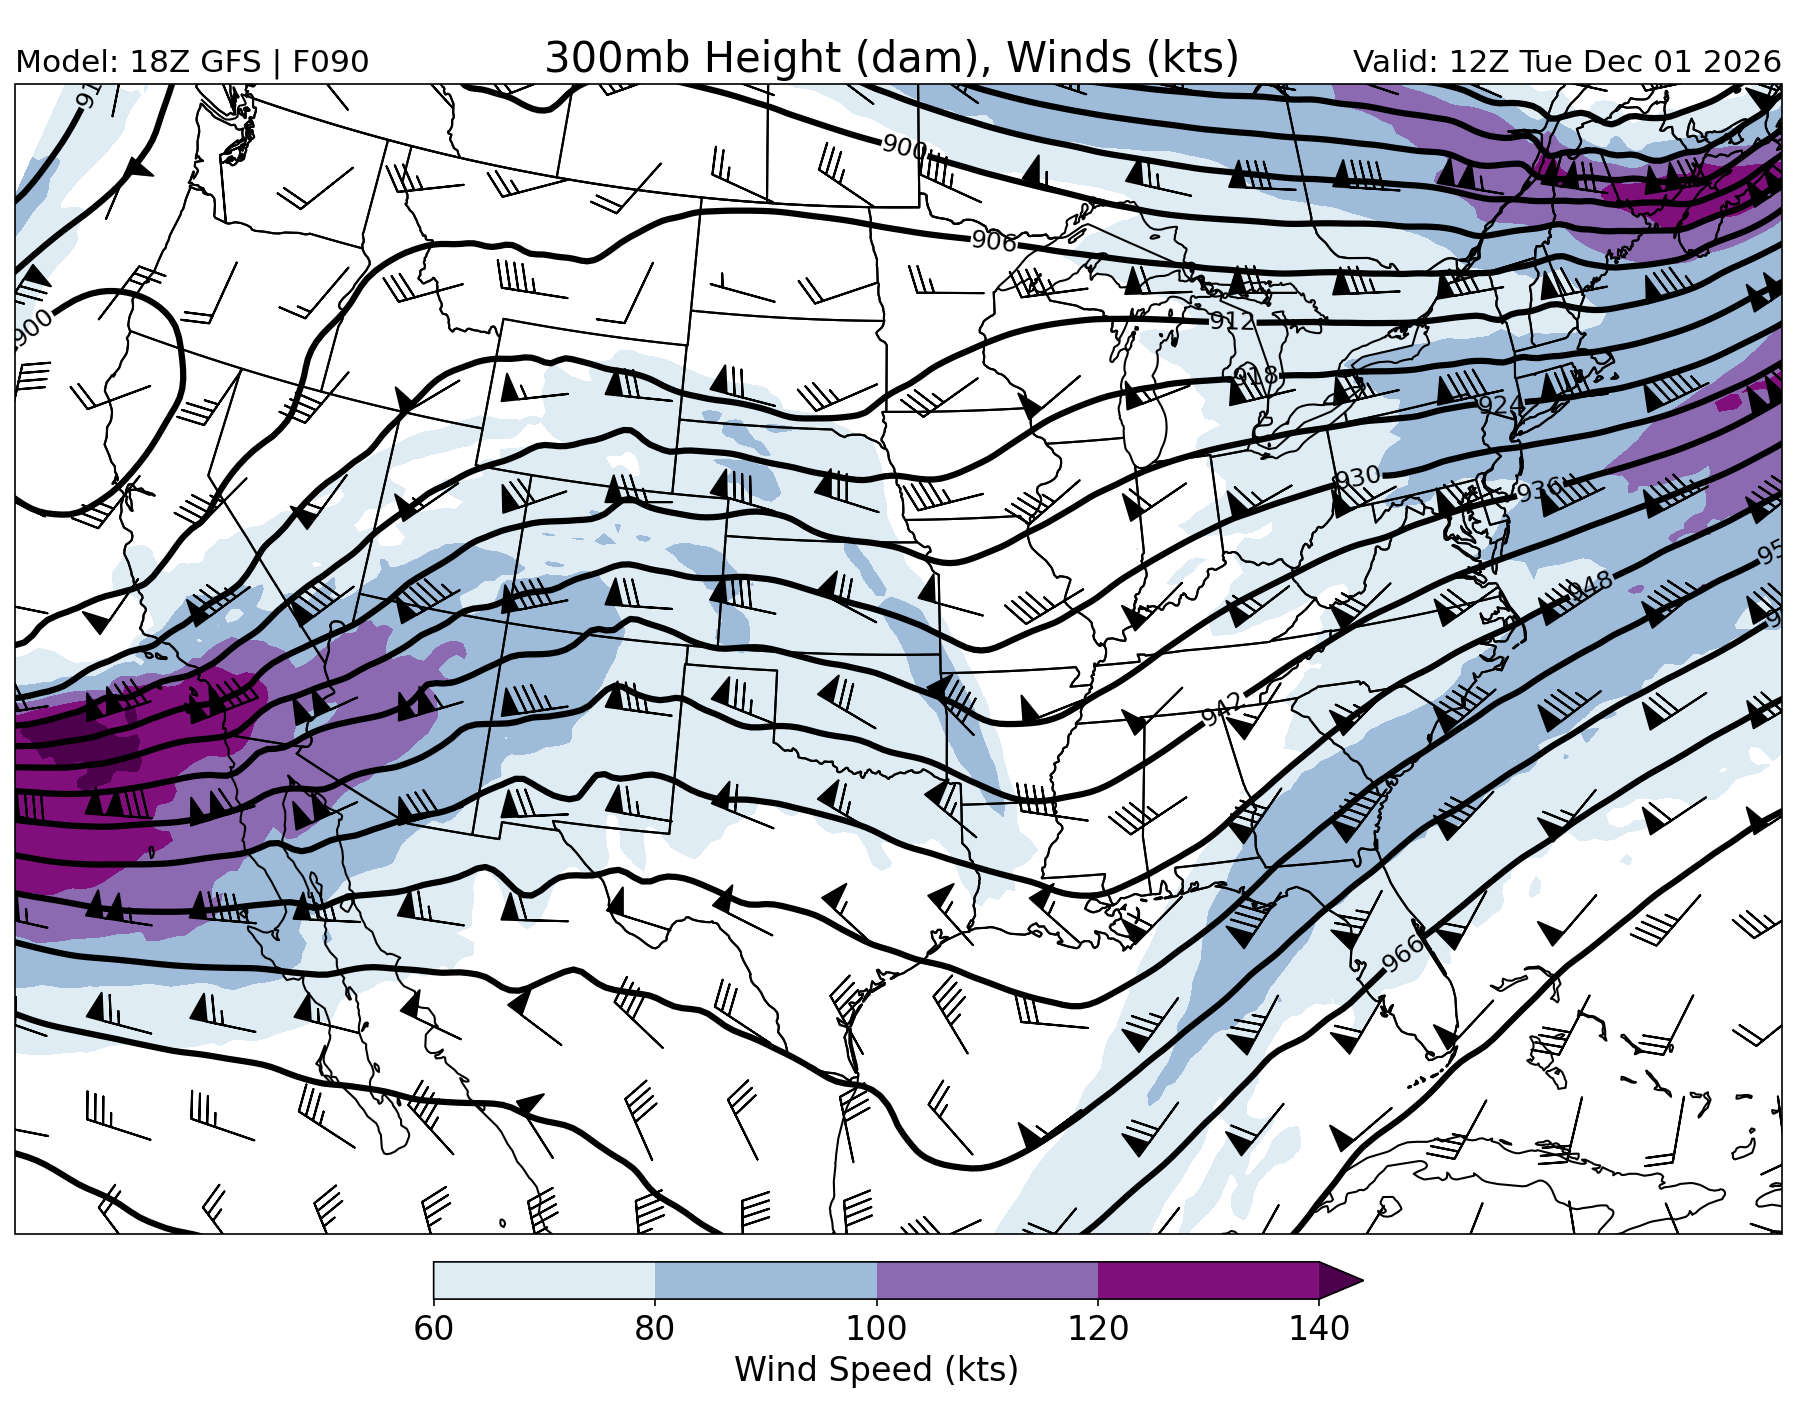 Model: 18Z GFS | F090
300mb Height (dam), Winds (kts)
Valid: 12Z Tue Dec 01 2026
900
906
900
912
918
924
930
936
948
942
966
60 80 100 120 140
Wind Speed (kts)